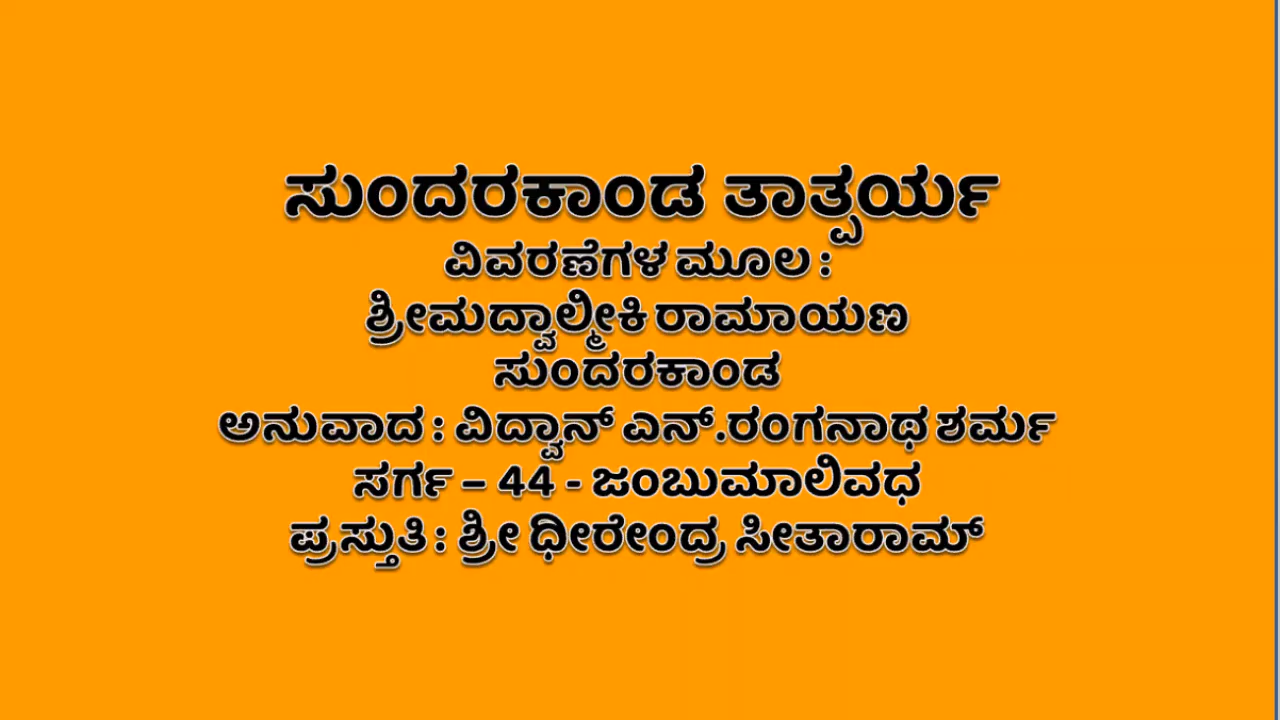 ಸುಂದರಕಾಂಡ ತಾತ್ಪರ್ಯ
ವಿವರಣೆಗಳ ಮೂಲ :
ಶ್ರೀಮದ್ವಾಲ್ಮೀಕಿ ರಾಮಾಯಣ
ಸುಂದರಕಾಂಡ
ಅನುವಾದ : ವಿದ್ವಾನ್ ಎನ್.ರಂಗನಾಥ ಶರ್ಮ
ಸರ್ಗ – 44 - ಜಂಬುಮಾಲಿವಧ
ಪ್ರಸ್ತುತಿ : ಶ್ರೀ ಧೀರೇಂದ್ರ ಸೀತಾರಾಮ್